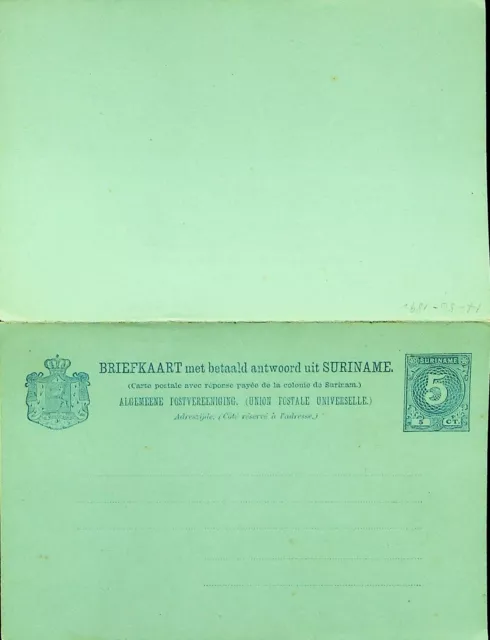 BRIEFKAART met betaald antwoord uit SURINAME.
(Carte postale avec réponse payée de la colonie de Surinam.)
ALGEMEENE POSTVEREENIGING. (UNION POSTALE UNIVERSELLE.)
Adreszijde. (Côté réservé à l'adresse.)
SURINAME
5
5 CT.